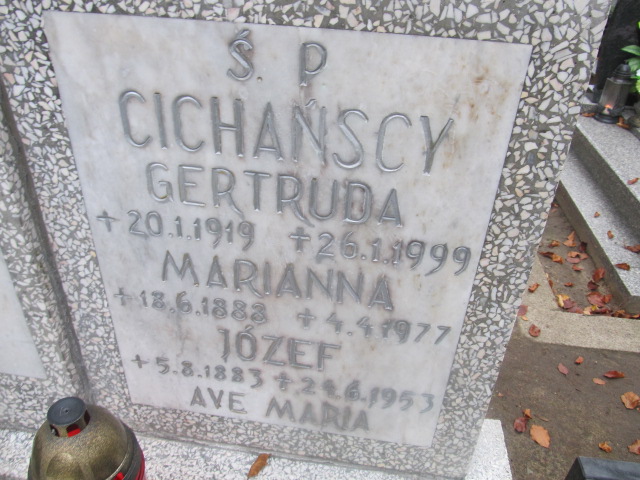 Ś. P
CICHAŃSCY
GERTRUDA
+ 20.1.1919 + 26.1.1999
MARIANNA
+ 18.6.1888 + 4.4.1977
JÓZEF
+ 5.8.1883 + 24.6.1953
AVE MARIA